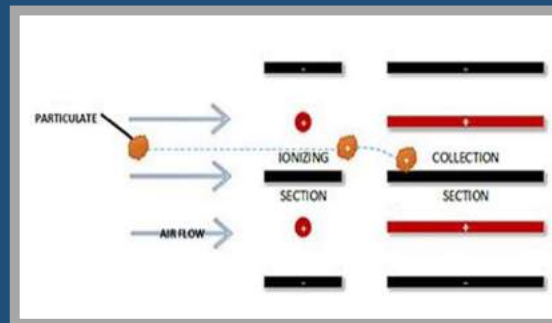 PARTICULATE
IONIZING
COLLECTION
SECTION
SECTION
AIR FLOW